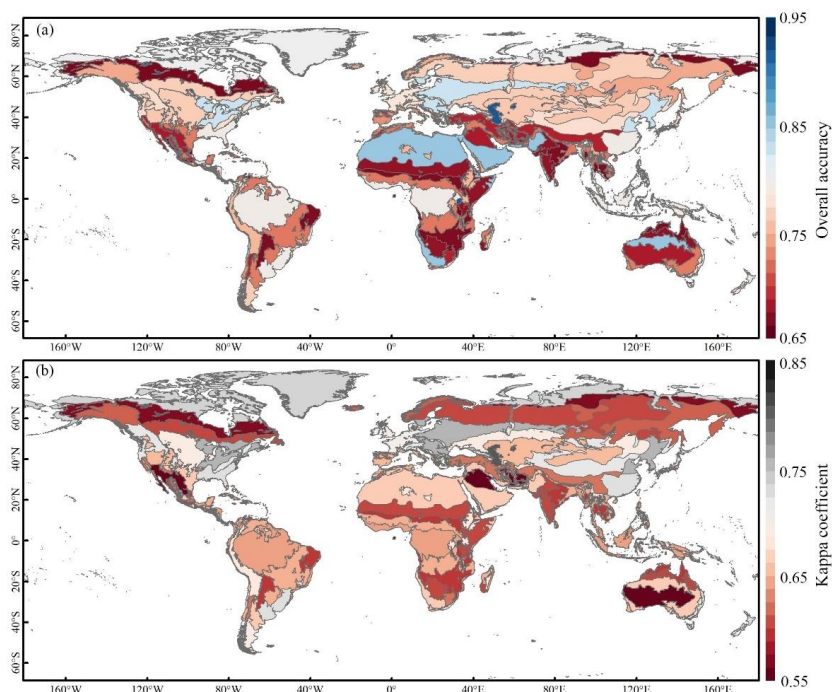 (a)
80°N
60°N
40°N
20°N
0°
20°S
40°S
60°S
160°W 120°W 80°W 40°W 0° 40°E 80°E 120°E 160°E
0.95
0.85
0.75
0.65
Overall accuracy
(b)
80°N
60°N
40°N
20°N
0°
20°S
40°S
60°S
160°W 120°W 80°W 40°W 0° 40°E 80°E 120°E 160°E
0.85
0.75
0.65
0.55
Kappa coefficient